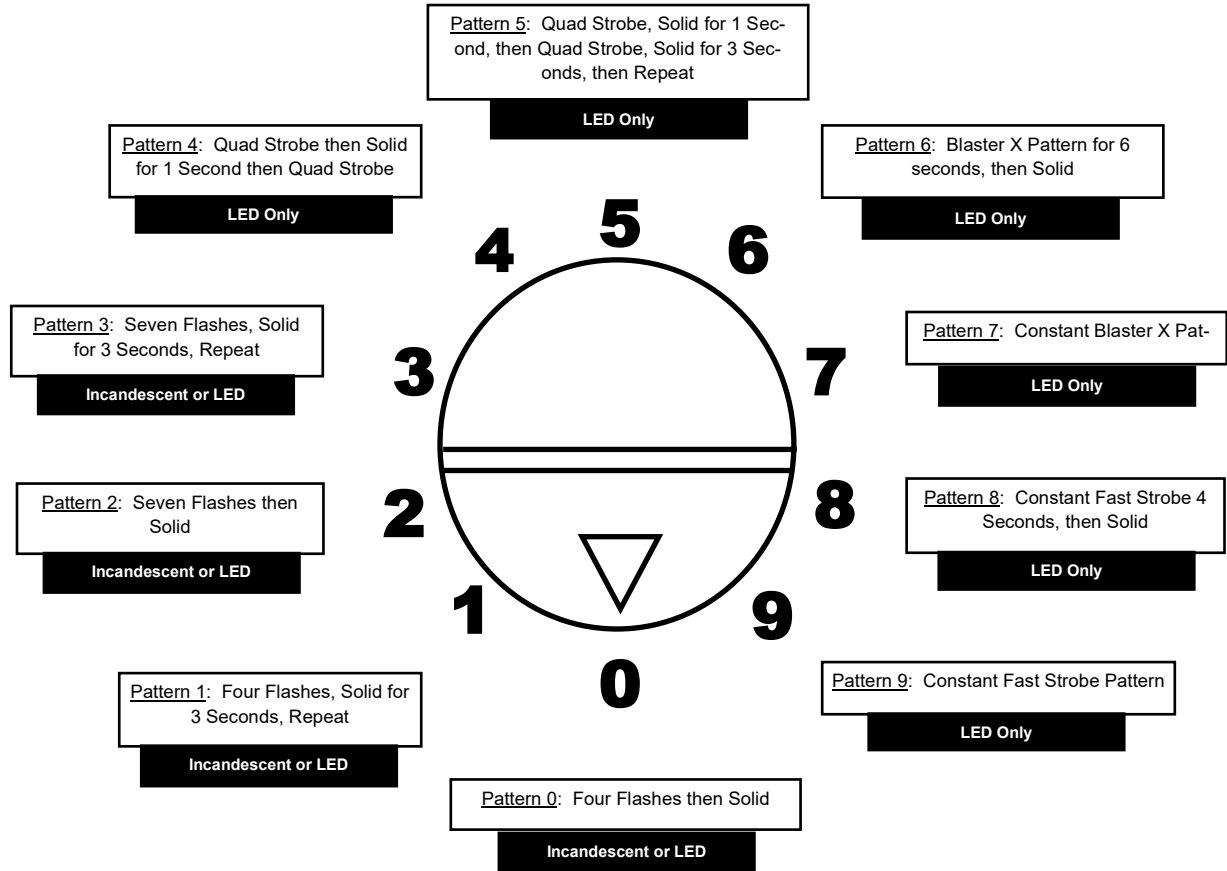 Pattern 5: Quad Strobe, Solid for 1 Sec-
ond, then Quad Strobe, Solid for 3 Sec-
onds, then Repeat
LED Only
Pattern 4: Quad Strobe then Solid
for 1 Second then Quad Strobe
LED Only
Pattern 6: Blaster X Pattern for 6
seconds, then Solid
LED Only
5
4
6
Pattern 3: Seven Flashes, Solid
for 3 Seconds, Repeat
Incandescent or LED
3
7
Pattern 7: Constant Blaster X Pat-
LED Only
Pattern 2: Seven Flashes then
Solid
Incandescent or LED
2
8
Pattern 8: Constant Fast Strobe 4
Seconds, then Solid
LED Only
1
9
0
Pattern 1: Four Flashes, Solid for
3 Seconds, Repeat
Incandescent or LED
Pattern 9: Constant Fast Strobe Pattern
LED Only
Pattern 0: Four Flashes then Solid
Incandescent or LED